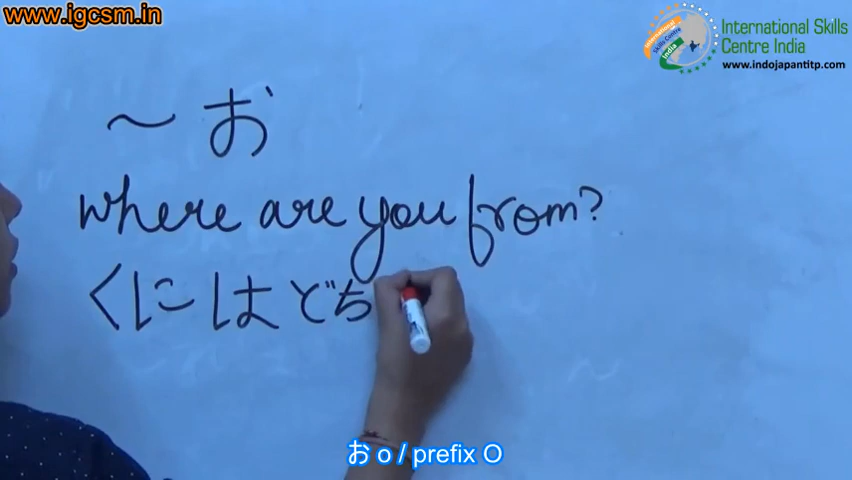 www.igcsm.in
International Skills
Centre India
www.indojapantitp.com
～お
where are you from?
くにはどち
お o / prefix O